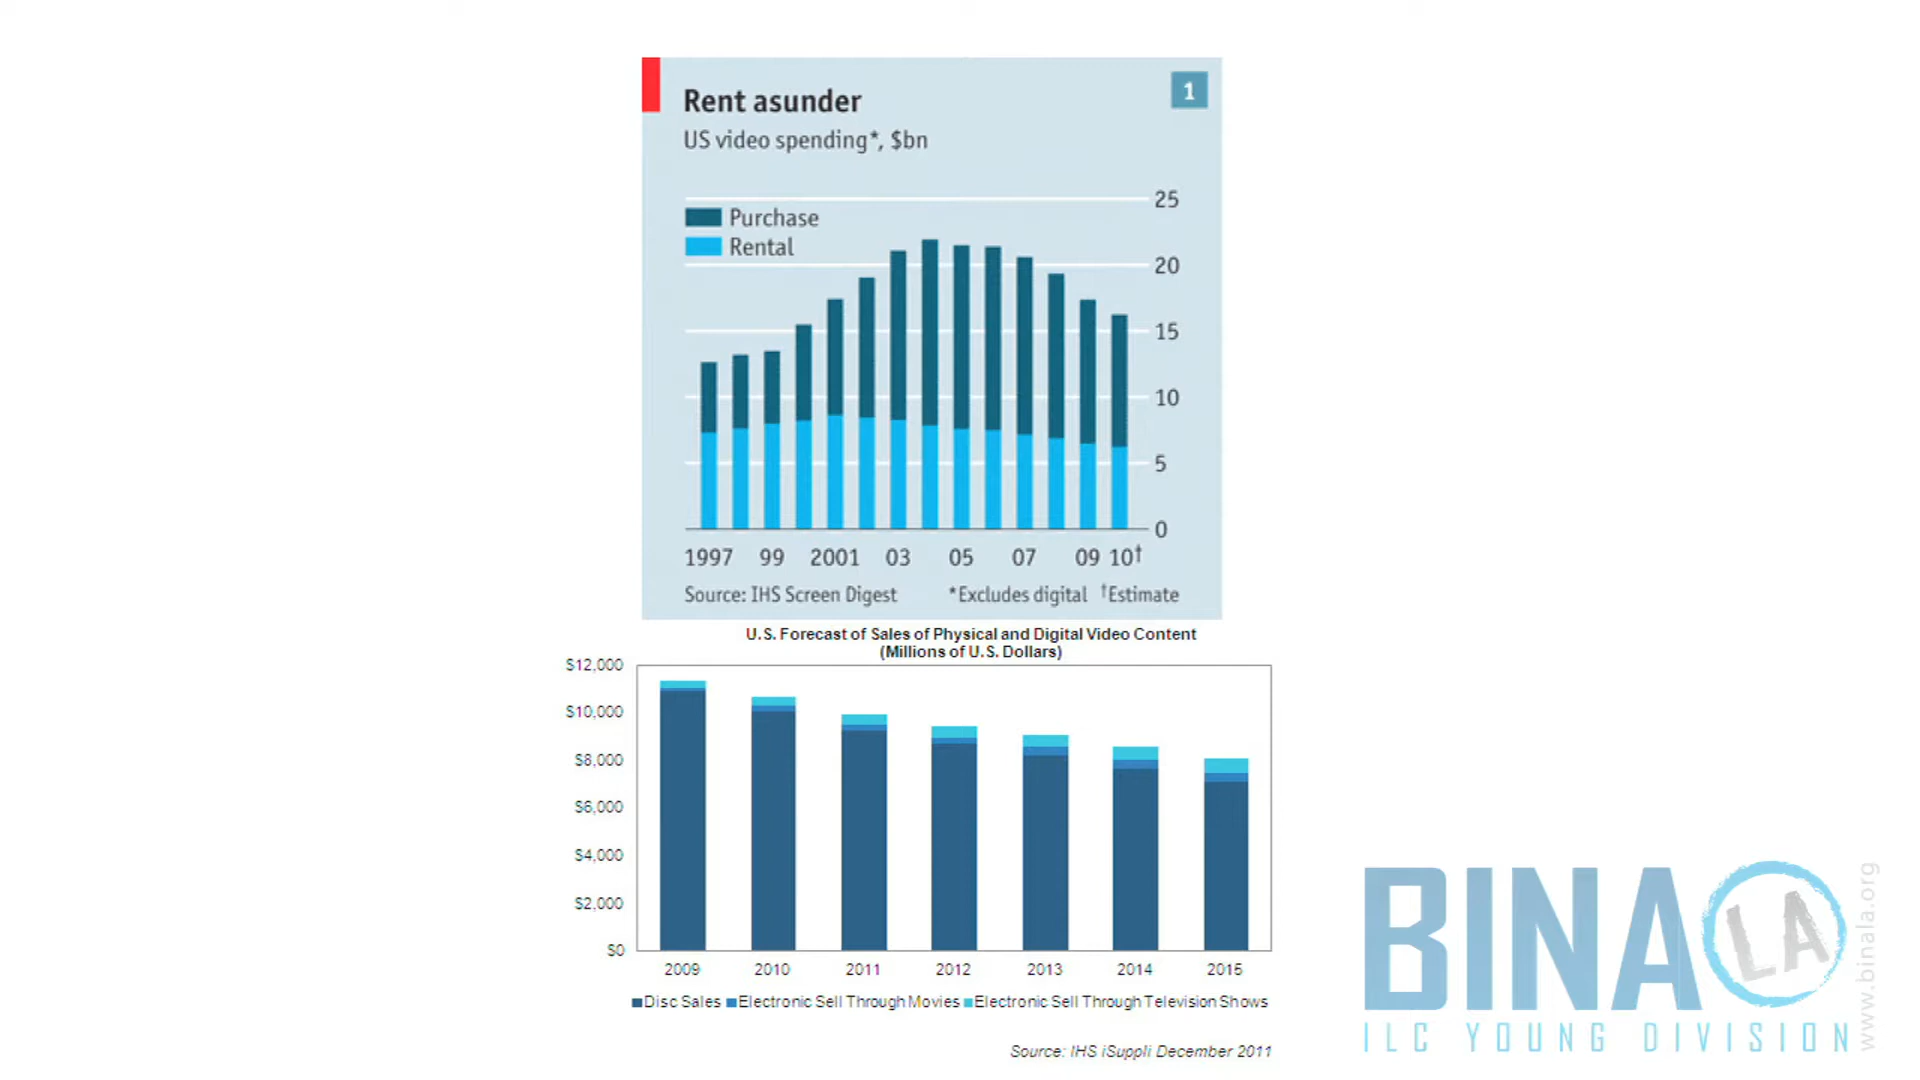 Rent asunder
1
US video spending*, $bn
25
Purchase
Rental
20
15
10
5
0
1997 99 2001 03 05 07 09 10†
Source: IHS Screen Digest *Excludes digital †Estimate
U.S. Forecast of Sales of Physical and Digital Video Content
(Millions of U.S. Dollars)
$12,000
$10,000
$8,000
$6,000
$4,000
$2,000
$0
2009 2010 2011 2012 2013 2014 2015
Disc Sales Electronic Sell Through Movies Electronic Sell Through Television Shows
Source: IHS iSuppli December 2011
BINA LA
ILC YOUNG DIVISION
www.binala.org